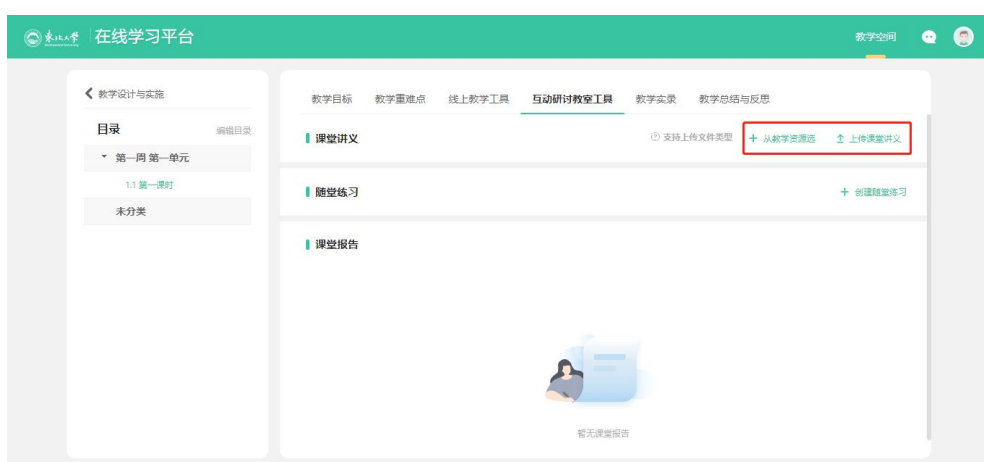 东北大学 在线学习平台 教学空间
教学设计与实施
目录 编辑目录
第一周 第一单元
1.1 第一课时
未分类
教学目标 教学重难点 线上教学工具 互动研讨教室工具 教学实录 教学总结与反思
课堂讲义 支持上传文件类型 + 从教学资源选 上传课堂讲义
随堂练习 + 创建随堂练习
课堂报告
暂无课堂报告